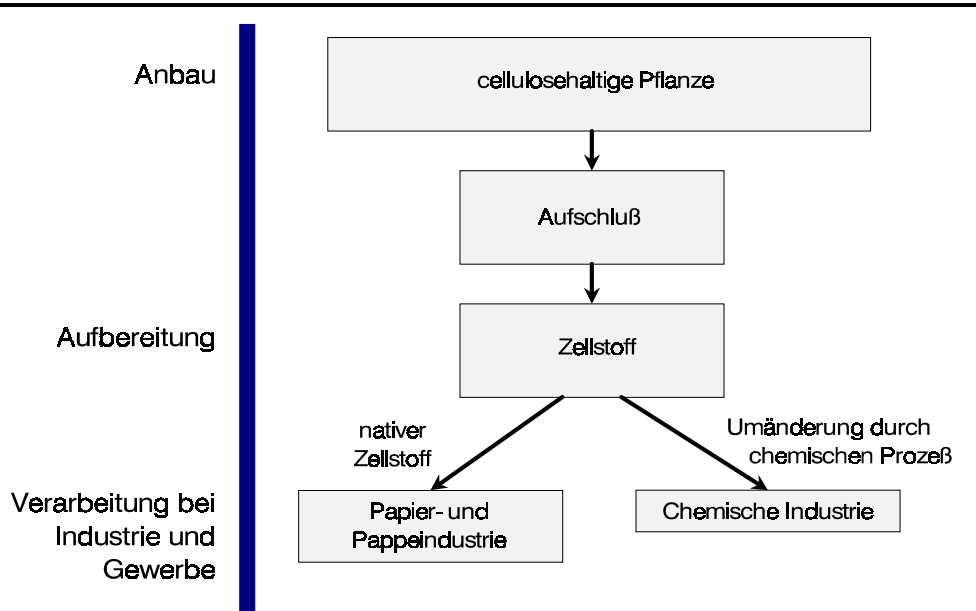 Anbau
cellulosehaltige Pflanze
Aufschluß
Aufbereitung
Zellstoff
nativer
Zellstoff
Umänderung durch
chemischen Prozeß
Verarbeitung bei
Industrie und
Gewerbe
Papier- und
Pappeindustrie
Chemische Industrie